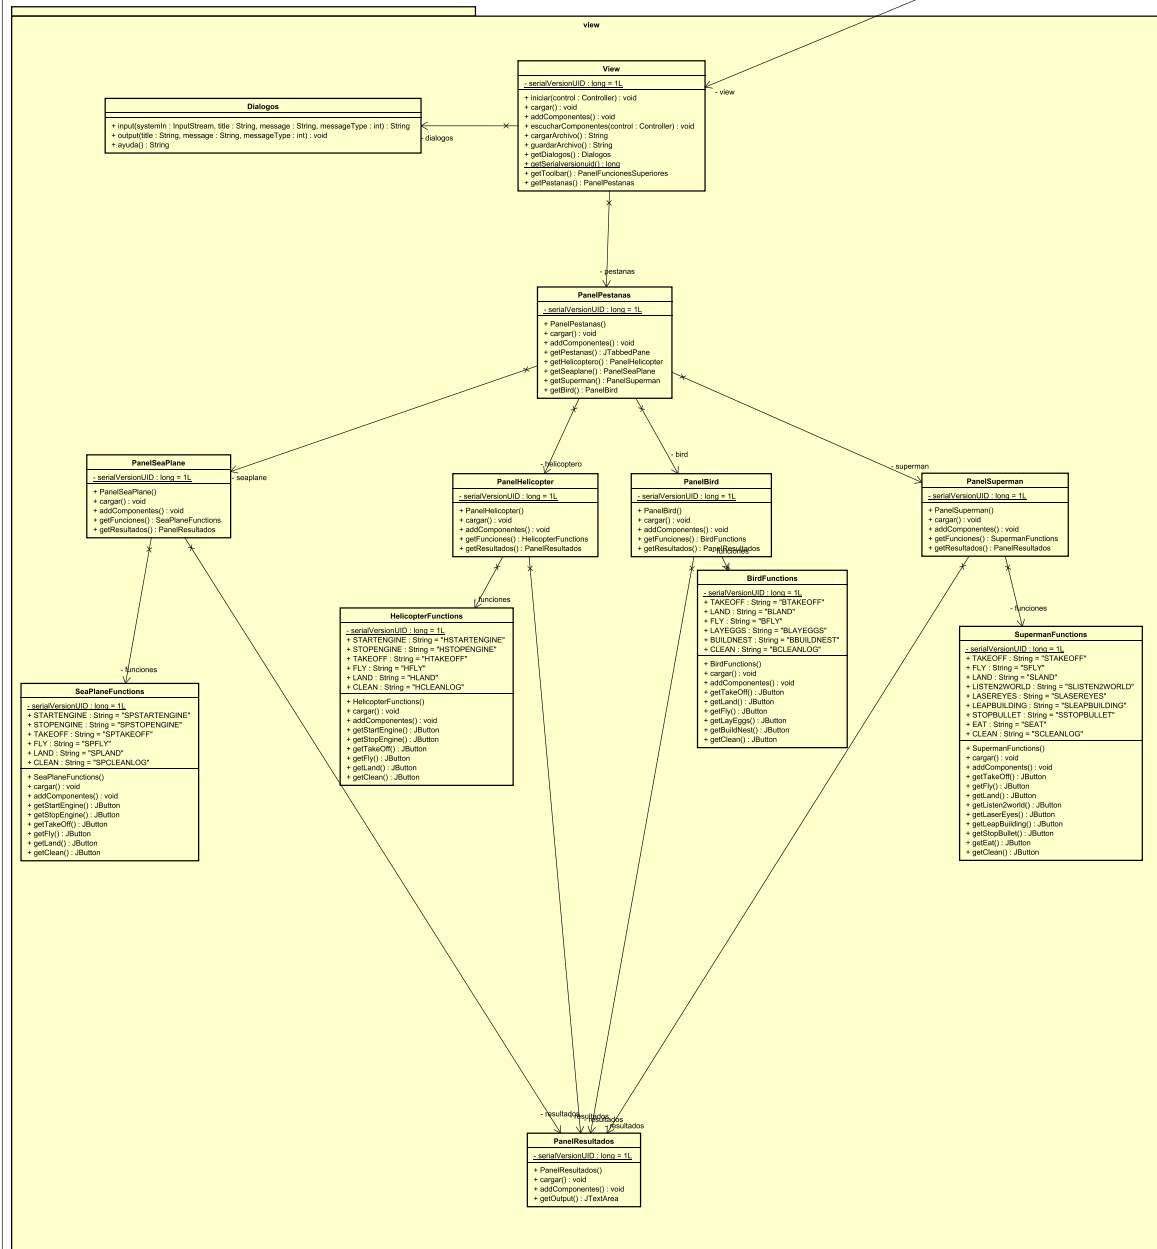 view
View
- serialVersionUID : long = 1L
+ iniciar(control : Controller) : void
+ cargar() : void
+ addComponentes() : void
+ escucharComponentes(control : Controller) : void
+ cargarArchivo() : String
+ guardarArchivo() : String
+ getDialogos() : Dialogos
+ getSerialversionuid() : long
+ getToolbar() : PanelFuncionesSuperiores
+ getPestanas() : PanelPestanas
- view
Dialogos
+ input(systemIn : InputStream, title : String, message : String, messageType : int) : String
+ output(title : String, message : String, messageType : int) : void
+ ayuda() : String
- dialogos
- pestanas
PanelPestanas
- serialVersionUID : long = 1L
+ PanelPestanas()
+ cargar() : void
+ addComponentes() : void
+ getPestanas() : JTabbedPane
+ getHelicoptero() : PanelHelicopter
+ getSeaplane() : PanelSeaPlane
+ getSuperman() : PanelSuperman
+ getBird() : PanelBird
- seaplane
- helicoptero
- bird
- superman
PanelSeaPlane
- serialVersionUID : long = 1L
+ PanelSeaPlane()
+ cargar() : void
+ addComponentes() : void
+ getFunciones() : SeaPlaneFunctions
+ getResultados() : PanelResultados
PanelHelicopter
- serialVersionUID : long = 1L
+ PanelHelicopter()
+ cargar() : void
+ addComponentes() : void
+ getFunciones() : HelicopterFunctions
+ getResultados() : PanelResultados
PanelBird
- serialVersionUID : long = 1L
+ PanelBird()
+ cargar() : void
+ addComponentes() : void
+ getFunciones() : BirdFunctions
+ getResultados() : PanelResultados
PanelSuperman
- serialVersionUID : long = 1L
+ PanelSuperman()
+ cargar() : void
+ addComponentes() : void
+ getFunciones() : SupermanFunctions
+ getResultados() : PanelResultados
- funciones
- funciones
- funciones
- funciones
SeaPlaneFunctions
- serialVersionUID : long = 1L
+ STARTENGINE : String = "SPSTARTENGINE"
+ STOPENGINE : String = "SPSTOPENGINE"
+ TAKEOFF : String = "SPTAKEOFF"
+ FLY : String = "SPFLY"
+ LAND : String = "SPLAND"
+ CLEAN : String = "SPCLEANLOG"
+ SeaPlaneFunctions()
+ cargar() : void
+ addComponentes() : void
+ getStartEngine() : JButton
+ getStopEngine() : JButton
+ getTakeOff() : JButton
+ getFly() : JButton
+ getLand() : JButton
+ getClean() : JButton
HelicopterFunctions
- serialVersionUID : long = 1L
+ STARTENGINE : String = "HSTARTENGINE"
+ STOPENGINE : String = "HSTOPENGINE"
+ TAKEOFF : String = "HTAKEOFF"
+ FLY : String = "HFLY"
+ LAND : String = "HLAND"
+ CLEAN : String = "HCLEANLOG"
+ HelicopterFunctions()
+ cargar() : void
+ addComponentes() : void
+ getStartEngine() : JButton
+ getStopEngine() : JButton
+ getTakeOff() : JButton
+ getFly() : JButton
+ getLand() : JButton
+ getClean() : JButton
BirdFunctions
- serialVersionUID : long = 1L
+ TAKEOFF : String = "BTAKEOFF"
+ LAND : String = "BLAND"
+ FLY : String = "BFLY"
+ LAYEGGS : String = "BLAYEGGS"
+ BUILDNEST : String = "BBUILDNEST"
+ CLEAN : String = "BCLEANLOG"
+ BirdFunctions()
+ cargar() : void
+ addComponentes() : void
+ getTakeOff() : JButton
+ getLand() : JButton
+ getFly() : JButton
+ getLayEggs() : JButton
+ getBuildNest() : JButton
+ getClean() : JButton
SupermanFunctions
- serialVersionUID : long = 1L
+ TAKEOFF : String = "STAKEOFF"
+ FLY : String = "SFLY"
+ LAND : String = "SLAND"
+ LISTEN2WORLD : String = "SLISTEN2WORLD"
+ LASEREYES : String = "SLASEREYES"
+ LEAPBUILDING : String = "SLEAPBUILDING"
+ STOPBULLET : String = "SSTOPBULLET"
+ EAT : String = "SEAT"
+ CLEAN : String = "SCLEANLOG"
+ SupermanFunctions()
+ cargar() : void
+ addComponents() : void
+ getTakeOff() : JButton
+ getFly() : JButton
+ getLand() : JButton
+ getListen2world() : JButton
+ getLaserEyes() : JButton
+ getLeapBuilding() : JButton
+ getStopBullet() : JButton
+ getEat() : JButton
+ getClean() : JButton
- resultados
- resultados
- resultados
- resultados
PanelResultados
- serialVersionUID : long = 1L
+ PanelResultados()
+ cargar() : void
+ addComponentes() : void
+ getOutput() : JTextArea